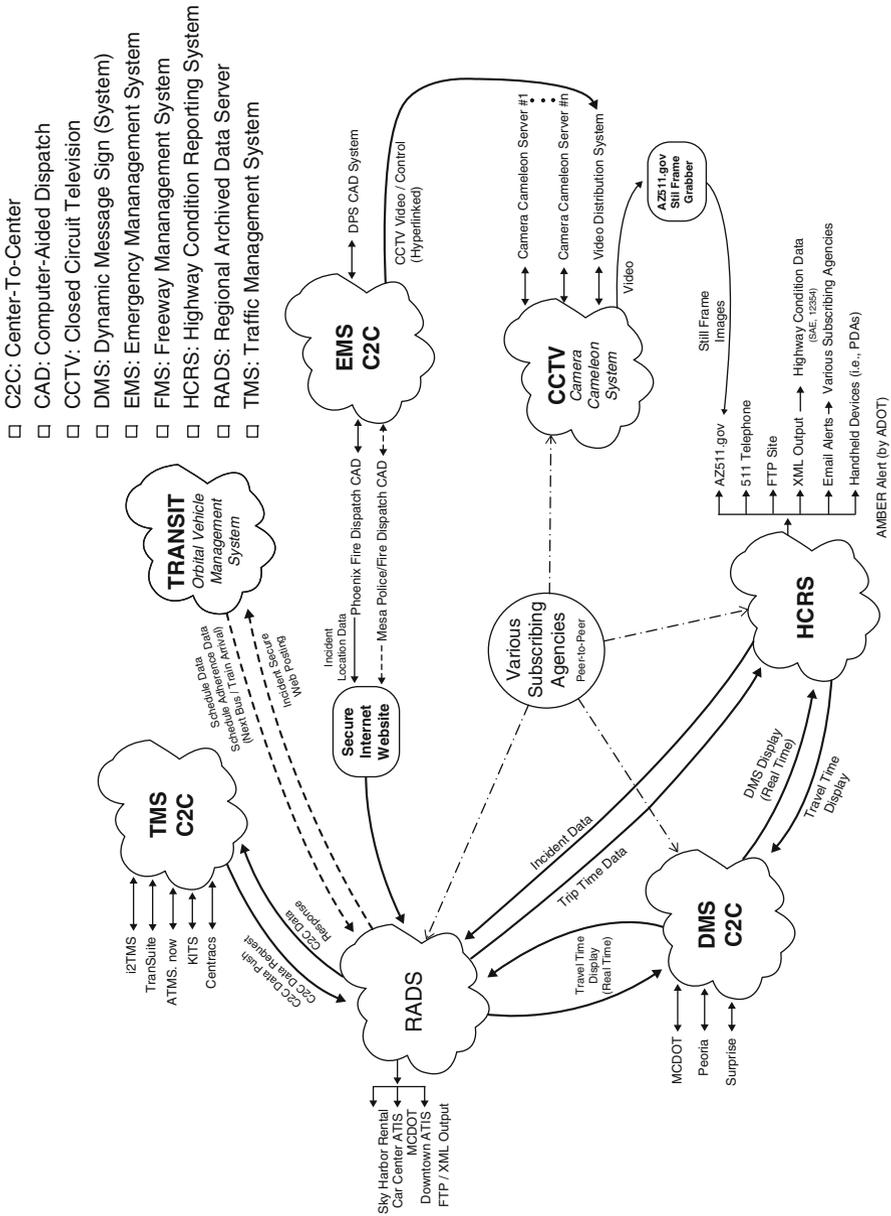 □ C2C: Center-To-Center
□ CAD: Computer-Aided Dispatch
□ CCTV: Closed Circuit Television
□ DMS: Dynamic Message Sign (System)
□ EMS: Emergency Mananagement System
□ FMS: Freeway Mananagement System
□ HCRS: Highway Condition Reporting System
□ RADS: Regional Archived Data Server
□ TMS: Traffic Management System
TRANSIT
Orbital Vehicle
Management
System
Schedule Data
Schedule Adherence Data
(Next Bus / Train Arrival)
Incident Secure
Web Posting
TMS
C2C
i2TMS
TranSuite
ATMS. now
KITS
Centracs
C2C Data Push
C2C Data Request
C2C Data
Response
EMS
C2C
DPS CAD System
CCTV Video / Control
(Hyperlinked)
Phoenix Fire Dispatch CAD
Mesa Police/Fire Dispatch CAD
Incident
Location Data
Secure
Internet
Website
RADS
Sky Harbor Rental
Car Center ATIS
MCDOT
Downtown ATIS
FTP / XML Output
CCTV
Camera
Cameleon
System
Camera Cameleon Server #1
Camera Cameleon Server #n
Video Distribution System
Video
AZ511.gov
Still Frame
Grabber
Still Frame
Images
Various
Subscribing
Agencies
Peer-to-Peer
Incident Data
Trip Time Data
Travel Time
Display
(Real Time)
DMS
C2C
MCDOT
Peoria
Surprise
DMS Display
(Real Time)
Travel Time
Display
HCRS
AZ511.gov
511 Telephone
FTP Site
XML Output → Highway Condition Data
(SAE, 12354)
Email Alerts → Various Subscribing Agencies
Handheld Devices (i.e., PDAs)
AMBER Alert (by ADOT)